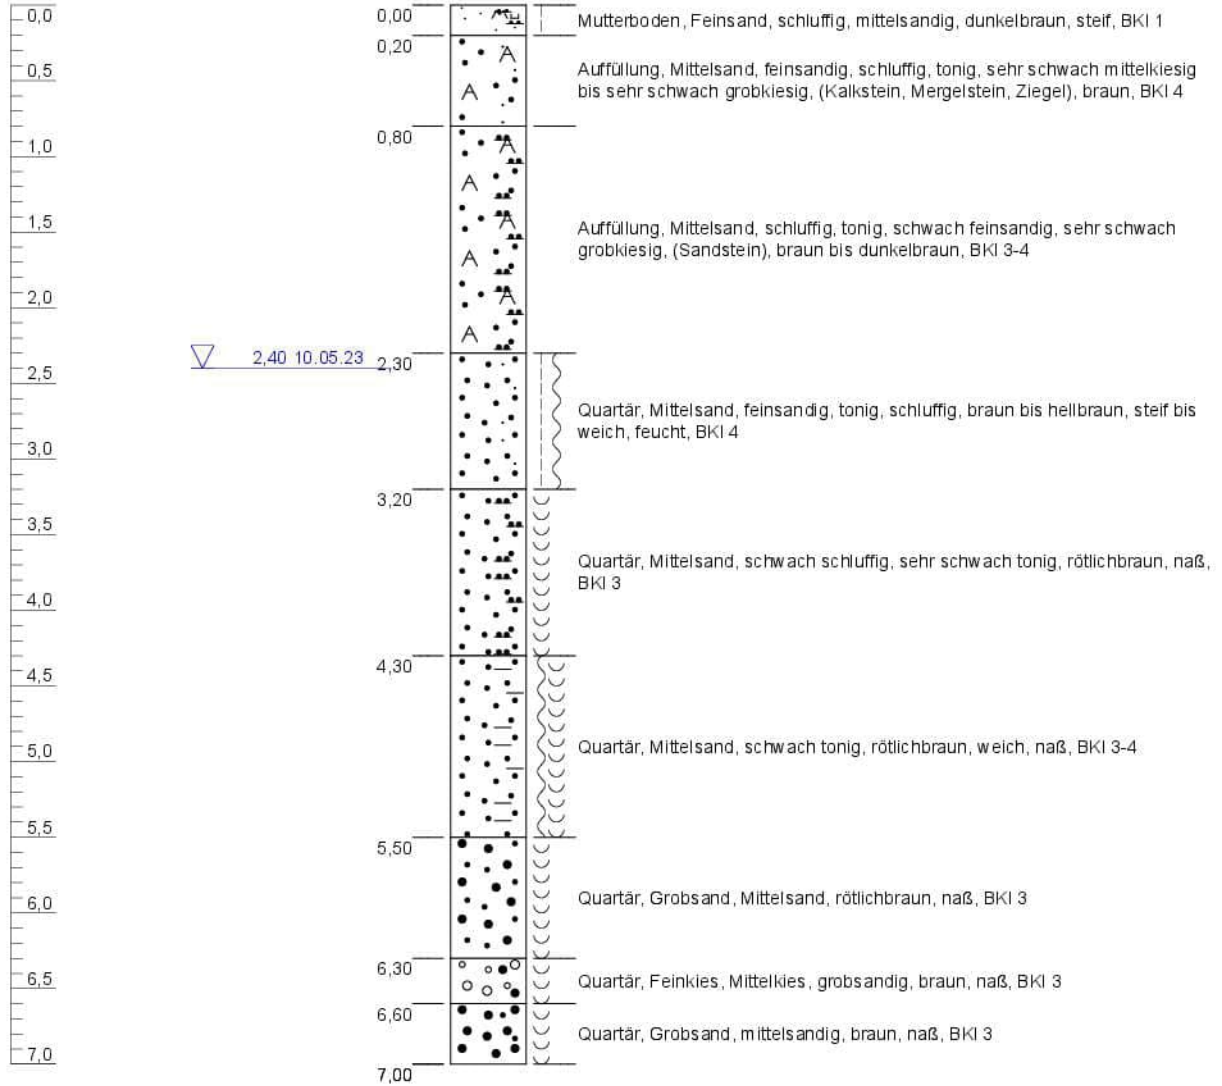 0,0
0,5
1,0
1,5
2,0
2,5
3,0
3,5
4,0
4,5
5,0
5,5
6,0
6,5
7,0
2,40 10.05.23
0,00
0,20
0,80
2,30
3,20
4,30
5,50
6,30
6,60
7,00
Mutterboden, Feinsand, schluffig, mittelsandig, dunkelbraun, steif, BKl 1
Auffüllung, Mittelsand, feinsandig, schluffig, tonig, sehr schwach mittelkiesig
bis sehr schwach grobkiesig, (Kalkstein, Mergelstein, Ziegel), braun, BKl 4
Auffüllung, Mittelsand, schluffig, tonig, schwach feinsandig, sehr schwach
grobkiesig, (Sandstein), braun bis dunkelbraun, BKl 3-4
Quartär, Mittelsand, feinsandig, tonig, schluffig, braun bis hellbraun, steif bis
weich, feucht, BKl 4
Quartär, Mittelsand, schwach schluffig, sehr schwach tonig, rötlichbraun, naß,
BKl 3
Quartär, Mittelsand, schwach tonig, rötlichbraun, weich, naß, BKl 3-4
Quartär, Grobsand, Mittelsand, rötlichbraun, naß, BKl 3
Quartär, Feinkies, Mittelkies, grobsandig, braun, naß, BKl 3
Quartär, Grobsand, mittelsandig, braun, naß, BKl 3